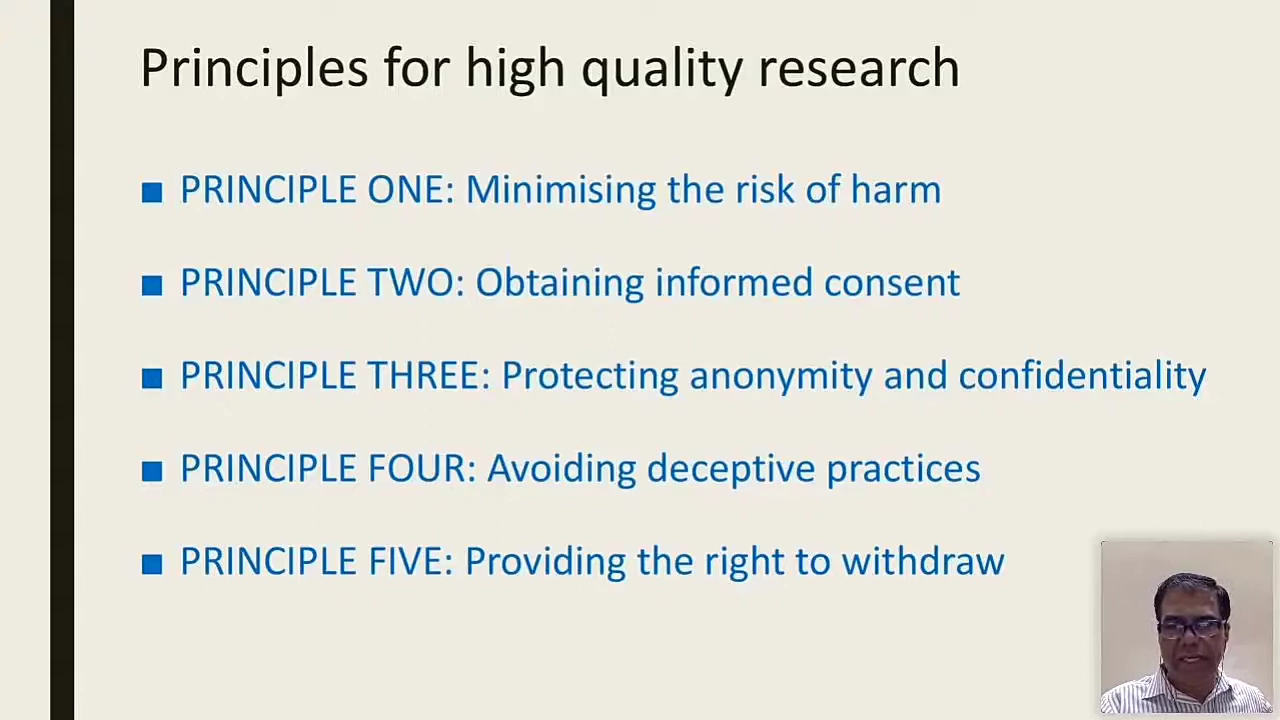 Principles for high quality research
■ PRINCIPLE ONE: Minimising the risk of harm
■ PRINCIPLE TWO: Obtaining informed consent
■ PRINCIPLE THREE: Protecting anonymity and confidentiality
■ PRINCIPLE FOUR: Avoiding deceptive practices
■ PRINCIPLE FIVE: Providing the right to withdraw